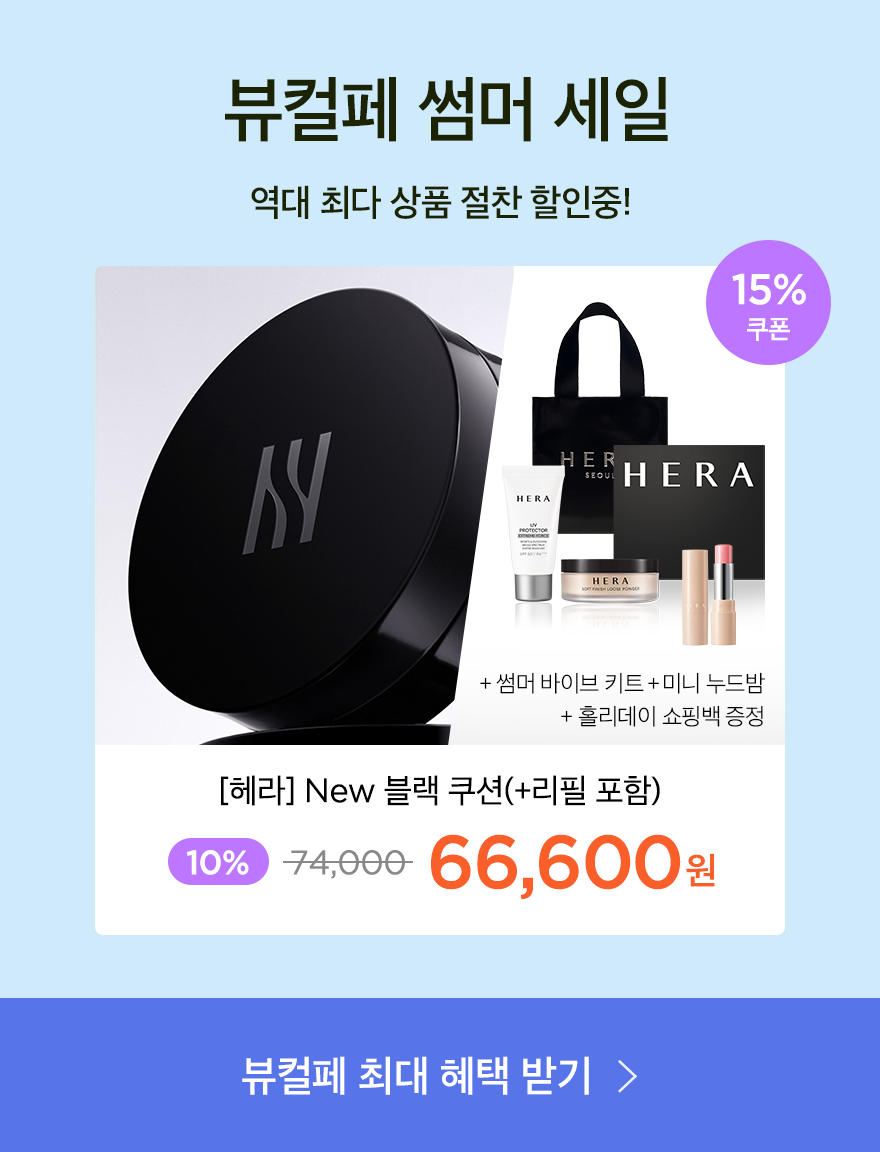 뷰컬페 썸머 세일
역대 최다 상품 절찬 할인중!
15%
쿠폰
HER
SEOUL
HERA
HERA
UV
PROTECTOR
EXTREME FORCE
HERA
SOFT FINISH LOOSE POWDER
+ 썸머 바이브 키트 + 미니 누드밤
+ 홀리데이 쇼핑백 증정
[헤라] New 블랙 쿠션(+리필 포함)
10% 74,000 66,600원
뷰컬페 최대 혜택 받기 >